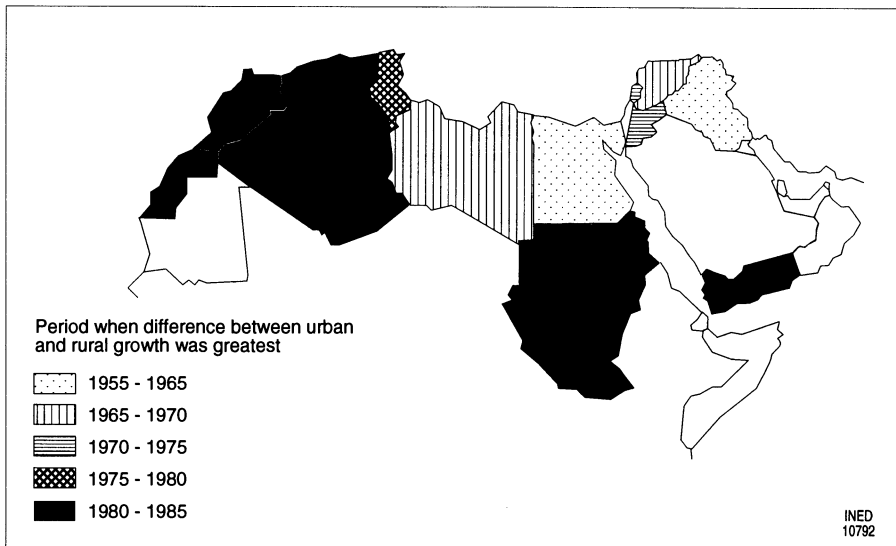 Period when difference between urban
and rural growth was greatest
1955 - 1965
1965 - 1970
1970 - 1975
1975 - 1980
1980 - 1985
INED
10792